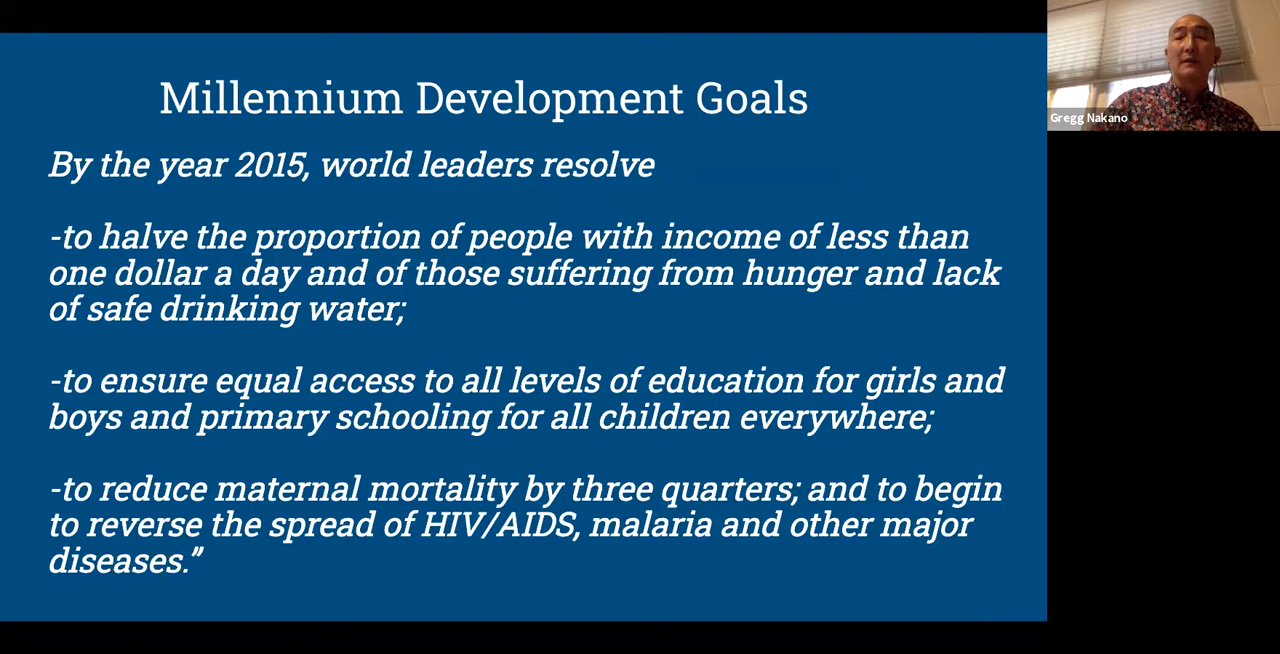 Millennium Development Goals
Gregg Nakano
By the year 2015, world leaders resolve
-to halve the proportion of people with income of less than
one dollar a day and of those suffering from hunger and lack
of safe drinking water;
-to ensure equal access to all levels of education for girls and
boys and primary schooling for all children everywhere;
-to reduce maternal mortality by three quarters; and to begin
to reverse the spread of HIV/AIDS, malaria and other major
diseases.”